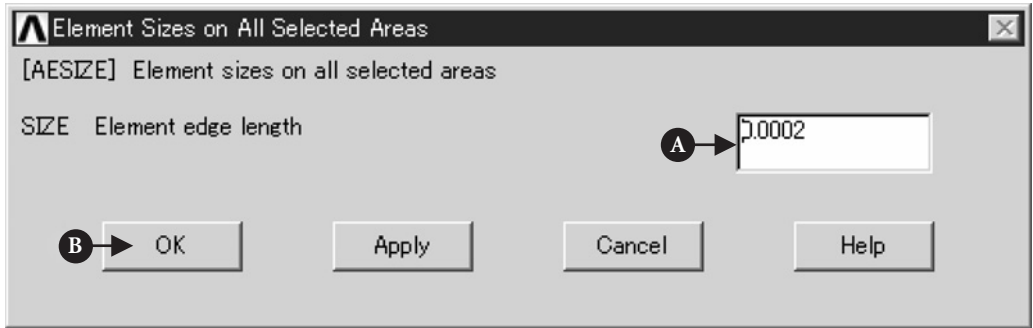 Element Sizes on All Selected Areas
[AESIZE] Element sizes on all selected areas
SIZE Element edge length
A
0.0002
B
OK Apply Cancel Help